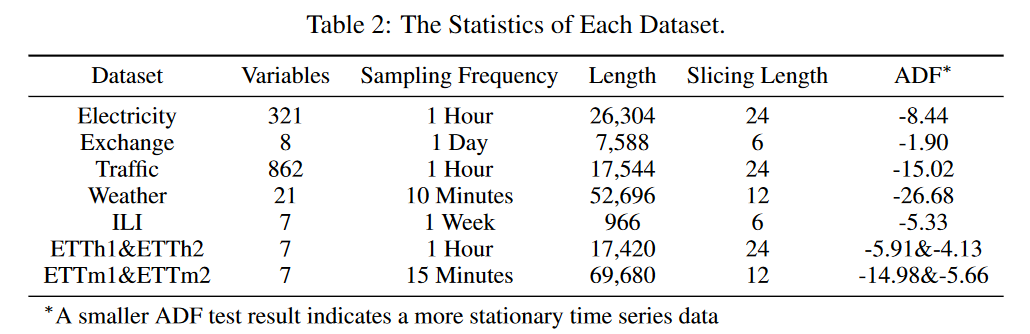 Table 2: The Statistics of Each Dataset.
Dataset Variables Sampling Frequency Length Slicing Length ADF*
Electricity 321 1 Hour 26,304 24 -8.44
Exchange 8 1 Day 7,588 6 -1.90
Traffic 862 1 Hour 17,544 24 -15.02
Weather 21 10 Minutes 52,696 12 -26.68
ILI 7 1 Week 966 6 -5.33
ETTh1&ETTh2 7 1 Hour 17,420 24 -5.91&-4.13
ETTm1&ETTm2 7 15 Minutes 69,680 12 -14.98&-5.66
*A smaller ADF test result indicates a more stationary time series data